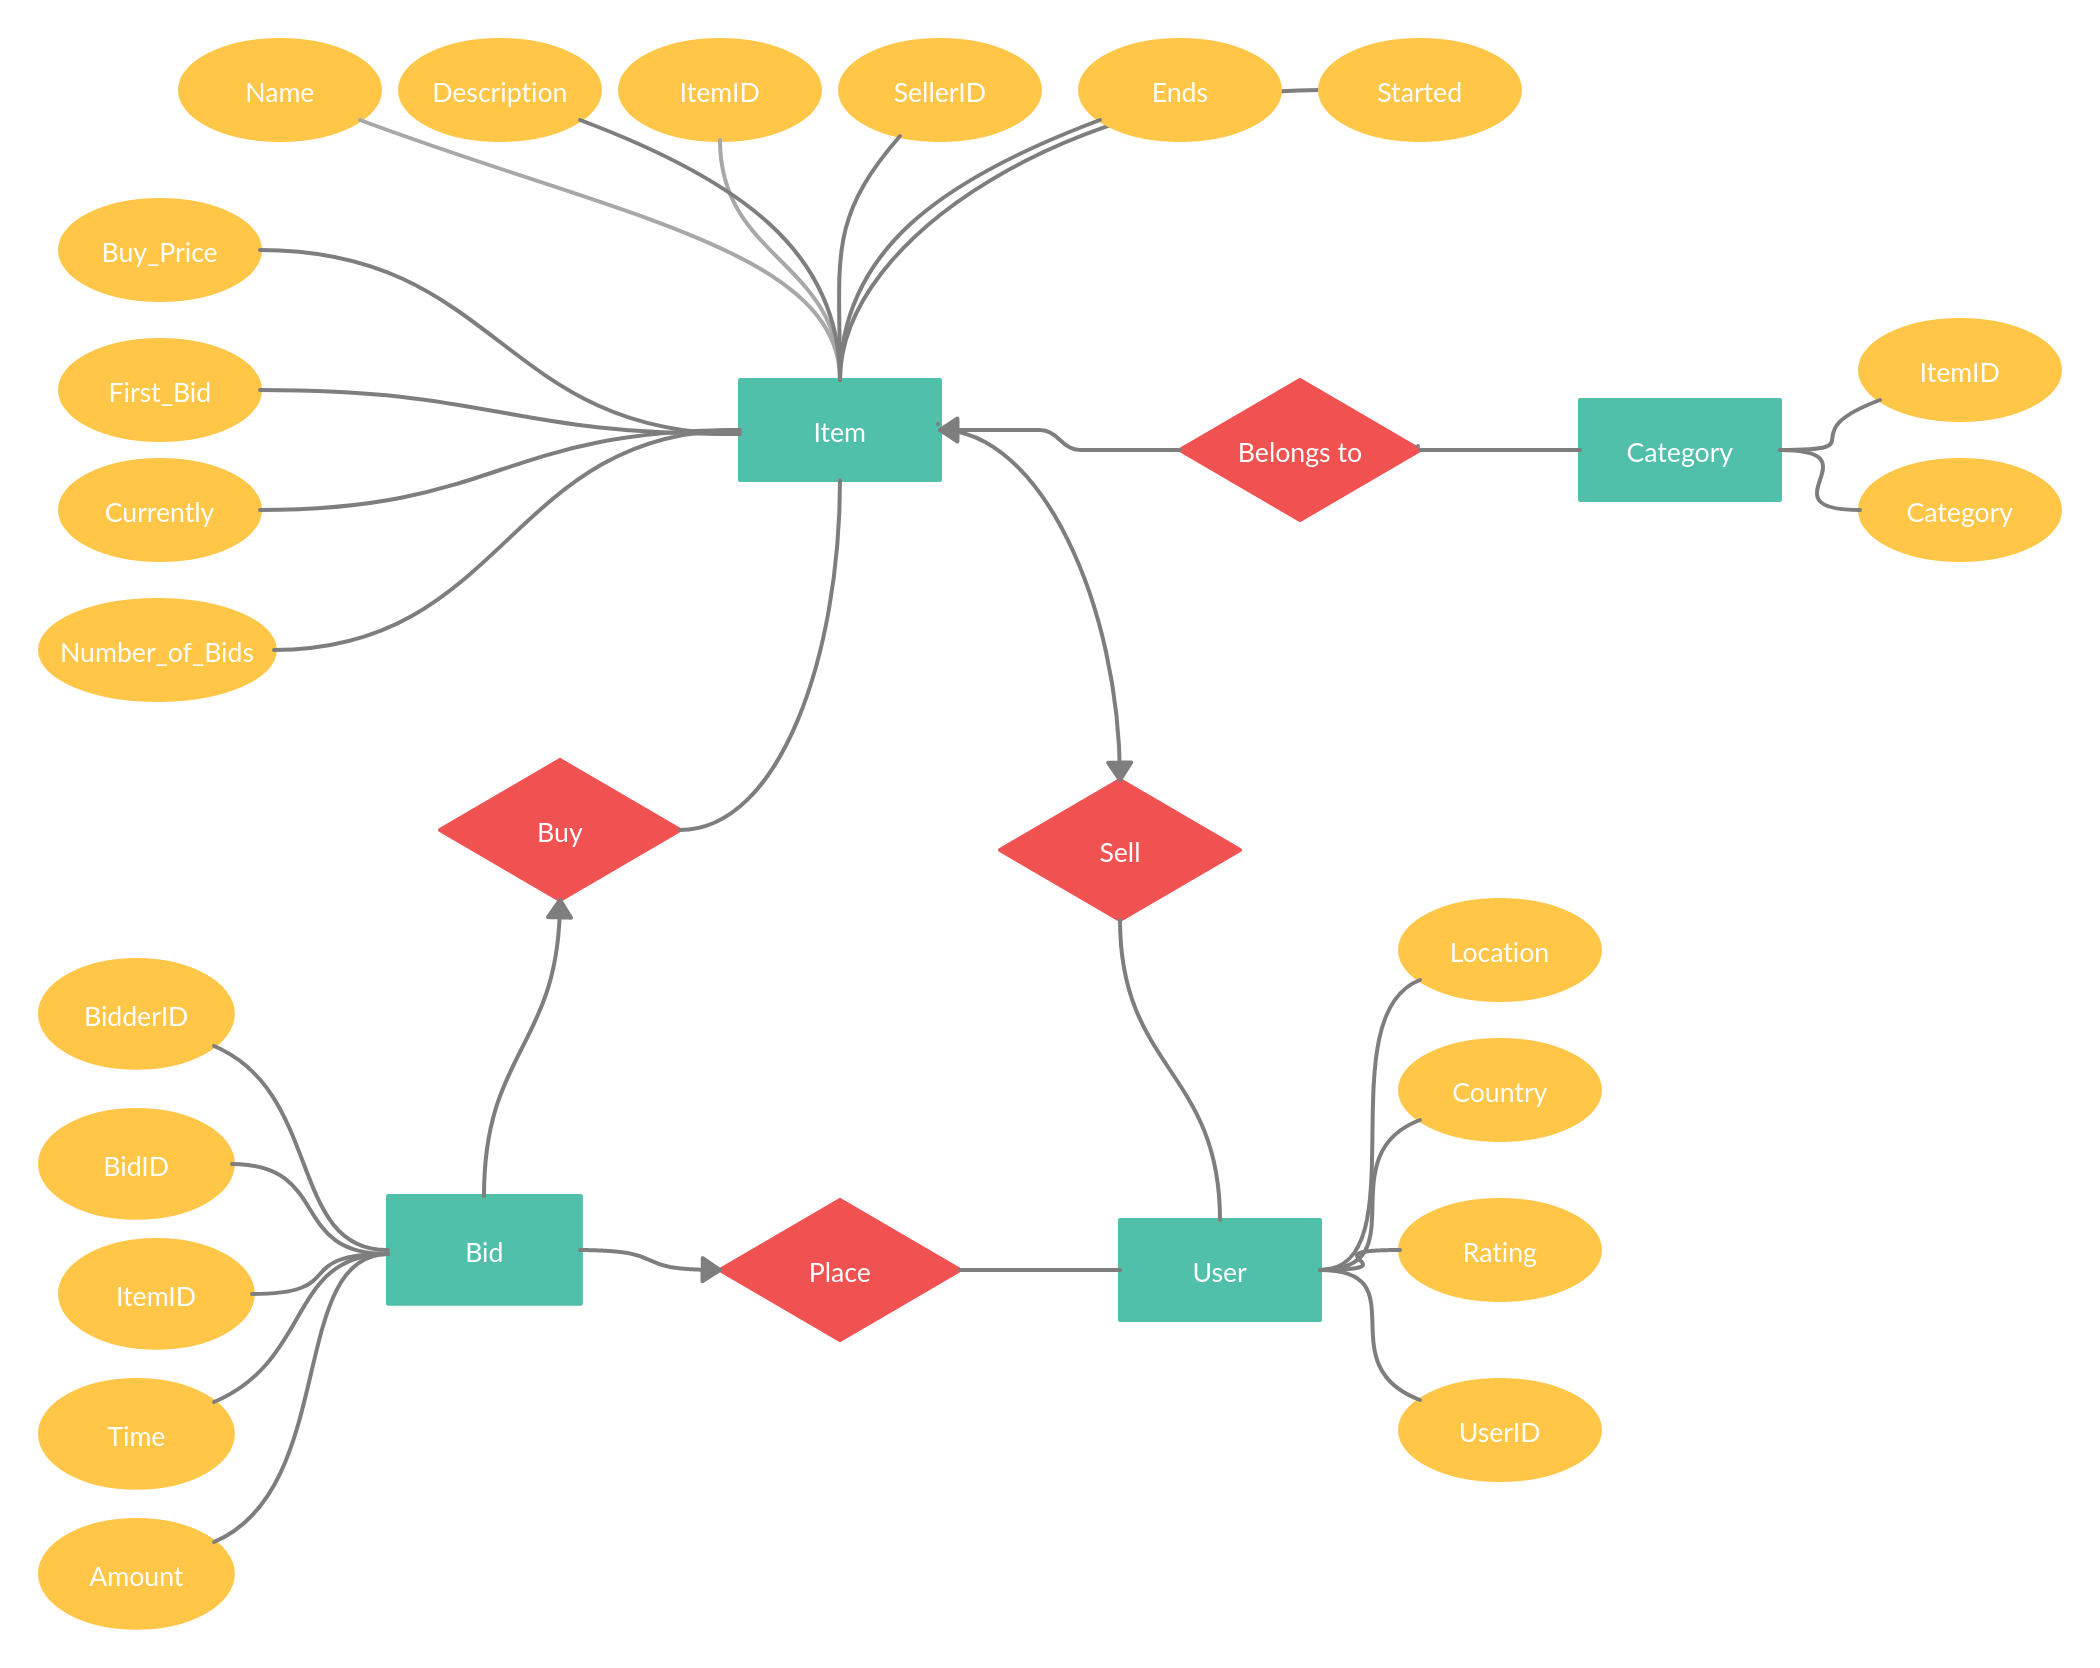 Name
Description
ItemID
SellerID
Ends
Started
Buy_Price
First_Bid
Currently
Number_of_Bids
Item
Belongs to
Category
ItemID
Category
Buy
Sell
Location
Country
Rating
UserID
BidderID
BidID
ItemID
Time
Amount
Bid
Place
User